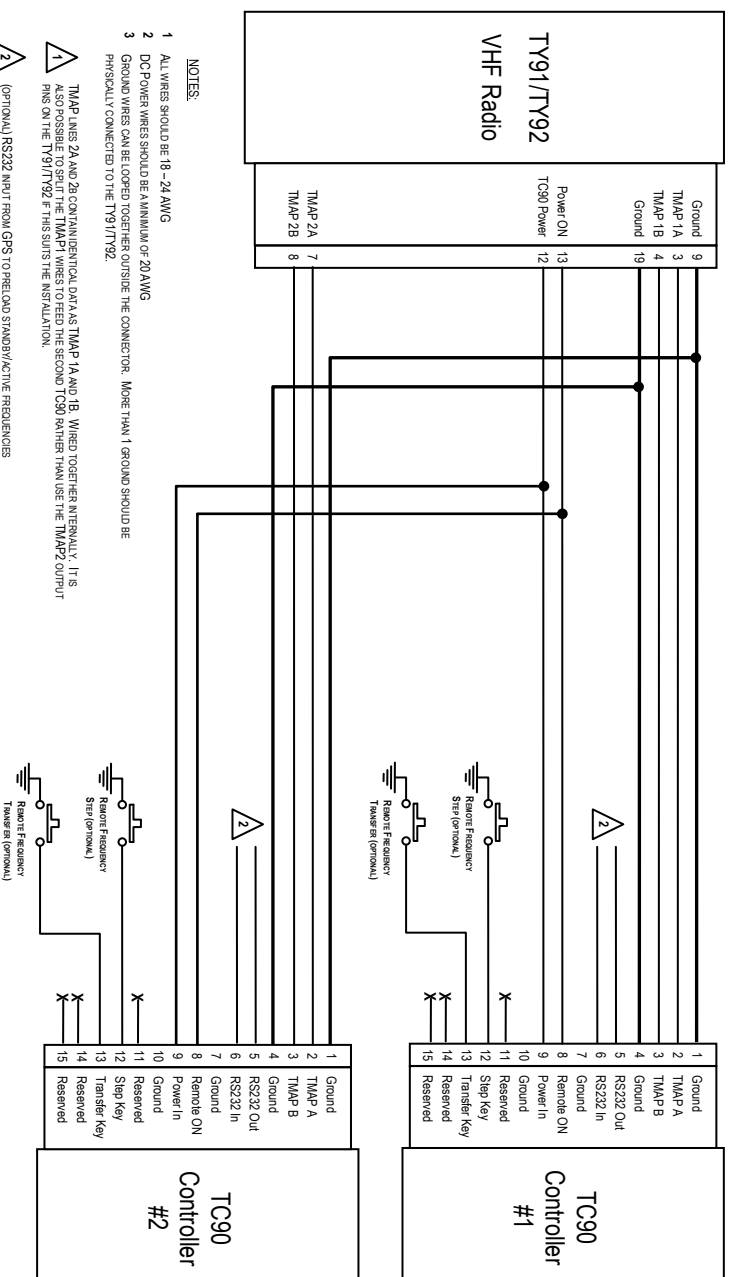 TY91/TY92
VHF Radio
Ground 9
TMAP 1A 3
TMAP 1B 4
Ground 19
Power ON 13
TC90 Power 12
TMAP 2A 7
TMAP 2B 8
1 Ground
2 TMAP A
3 TMAP B
4 Ground
5 RS232 Out
6 RS232 In
7 Ground
8 Remote ON
9 Power In
10 Ground
11 Reserved
12 Step Key
13 Transfer Key
14 Reserved
15 Reserved
TC90
Controller
#1
2
REMOTE FREQUENCY
STEP (OPTIONAL)
REMOTE FREQUENCY
TRANSFER (OPTIONAL)
X
X
X
1 Ground
2 TMAP A
3 TMAP B
4 Ground
5 RS232 Out
6 RS232 In
7 Ground
8 Remote ON
9 Power In
10 Ground
11 Reserved
12 Step Key
13 Transfer Key
14 Reserved
15 Reserved
TC90
Controller
#2
2
REMOTE FREQUENCY
STEP (OPTIONAL)
REMOTE FREQUENCY
TRANSFER (OPTIONAL)
X
X
X
NOTES:
1 ALL WIRES SHOULD BE 18 – 24 AWG
2 DC POWER WIRES SHOULD BE A MINIMUM OF 20 AWG
3 GROUND WIRES CAN BE LOOPED TOGETHER OUTSIDE THE CONNECTOR. MORE THAN 1 GROUND SHOULD BE
PHYSICALLY CONNECTED TO THE TY91/TY92.
1 TMAP LINES 2A AND 2B CONTAIN IDENTICAL DATA AS TMAP 1A AND 1B. WIRED TOGETHER INTERNALLY. IT IS
ALSO POSSIBLE TO SPLIT THE TMAP1 WIRES TO FEED THE SECOND TC90 RATHER THAN USE THE TMAP2 OUTPUT
PINS ON THE TY91/TY92 IF THIS SUITS THE INSTALLATION.
2 (OPTIONAL) RS232 INPUT FROM GPS TO PRELOAD STANDBY/ACTIVE FREQUENCIES